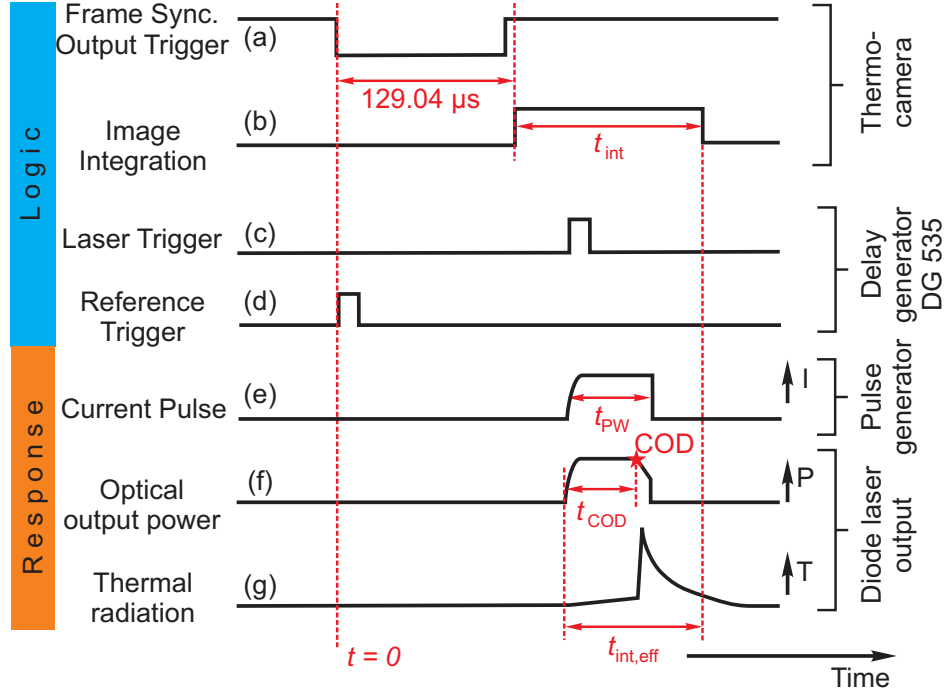 Frame Sync.
Output Trigger
(a)
129.04 µs
Image
Integration
(b)
t int
Laser Trigger
(c)
Reference
Trigger
(d)
Current Pulse
(e)
t PW
I
COD
Optical
output power
(f)
t COD
P
Thermal
radiation
(g)
T
t int,eff
t = 0
Time
Logic
Response
Thermo-
camera
Delay
generator
DG 535
Pulse
generator
Diode laser
output